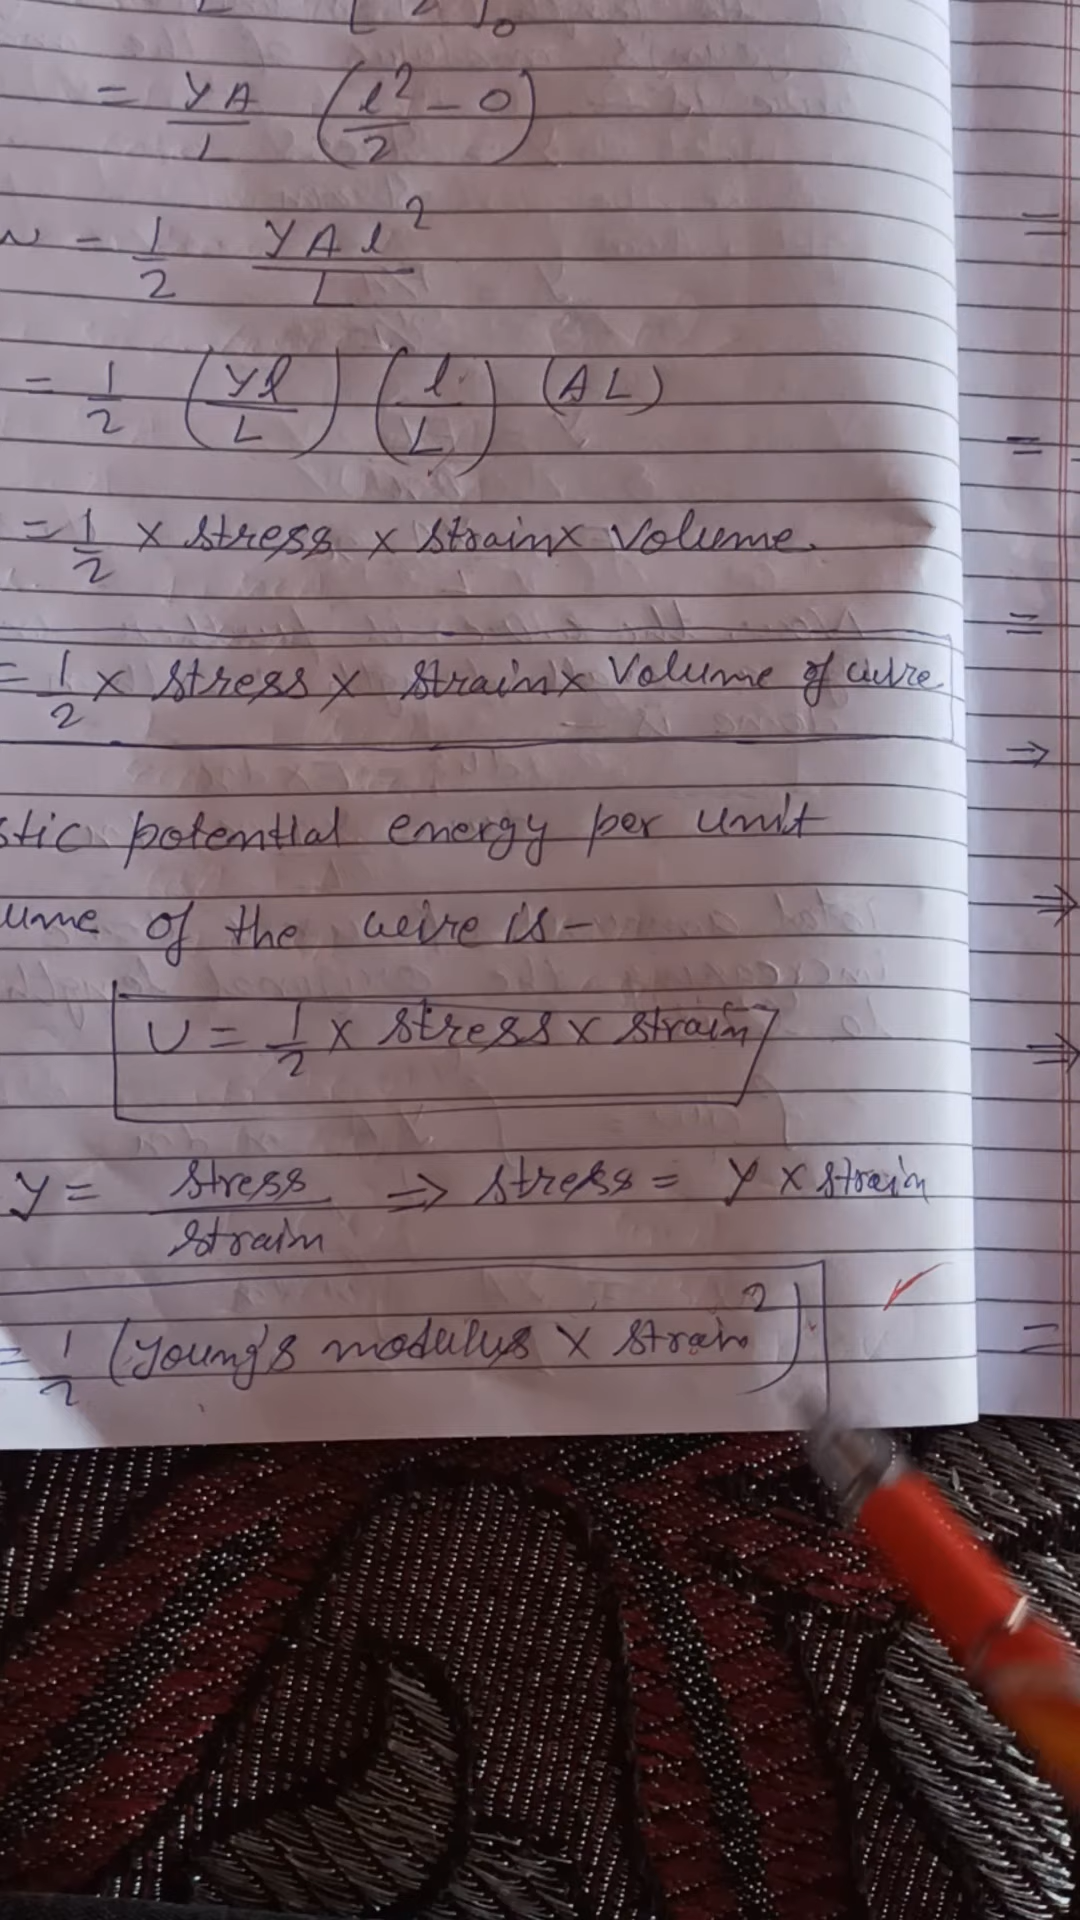 = YA/L (l²/2 - 0)
= 1/2 YAl²/L
= 1/2 (Yl/L) (l/L) (AL)
= 1/2 × stress × strain × Volume.
= 1/2 × stress × strain × Volume of wire
stic potential energy per unit
ume of the weire is -
U = 1/2 × stress × strain
y = stress/strain ⇒ stress = Y × strain
= 1/2 (young's modulus × strain²)
=
=
=
⇒
⇒
⇒
=